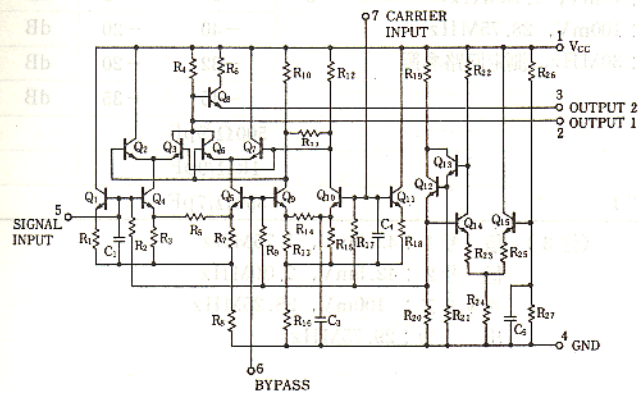 7 CARRIER
INPUT
1
VCC
3
OUTPUT 2
OUTPUT 1
2
R4
R5
R10
R12
R19
R22
R26
Q8
R11
Q2
Q3
Q6
Q7
Q13
Q12
Q1
Q4
Q5
Q9
Q10
Q11
Q14
Q15
5
SIGNAL
INPUT
R1
C1
R2
R3
R6
R7
R9
R14
R13
R15
R17
C4
R18
R23
R25
R8
R16
C3
R20
R21
R24
C5
R27
4
GND
6
BYPASS